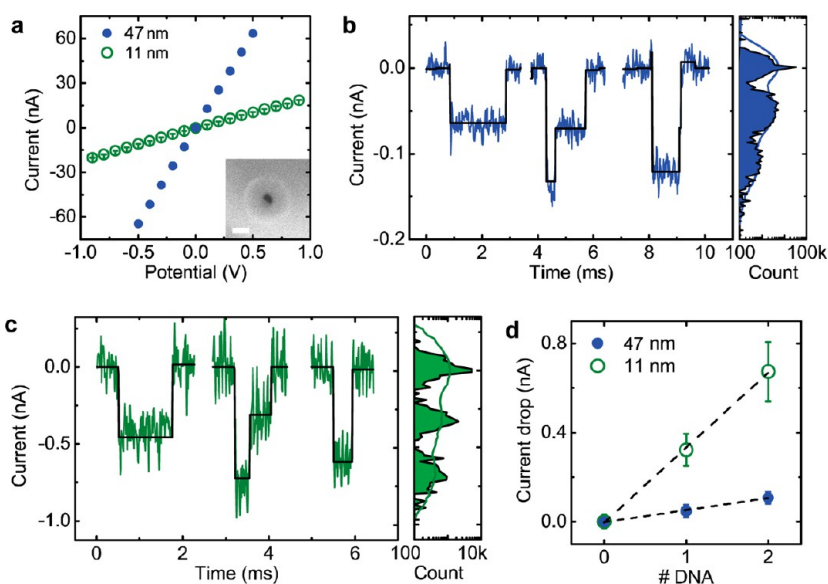 a
47 nm
11 nm
Current (nA)
60
30
0
-30
-60
-1.0 -0.5 0.0 0.5 1.0
Potential (V)
b
Current (nA)
0.0
-0.1
-0.2
0 2 4 6 8 10
Time (ms)
100 100k
Count
c
Current (nA)
0.0
-0.5
-1.0
0 2 4 6
Time (ms)
100 10k
Count
d
47 nm
11 nm
Current drop (nA)
0.8
0.4
0.0
0 1 2
# DNA